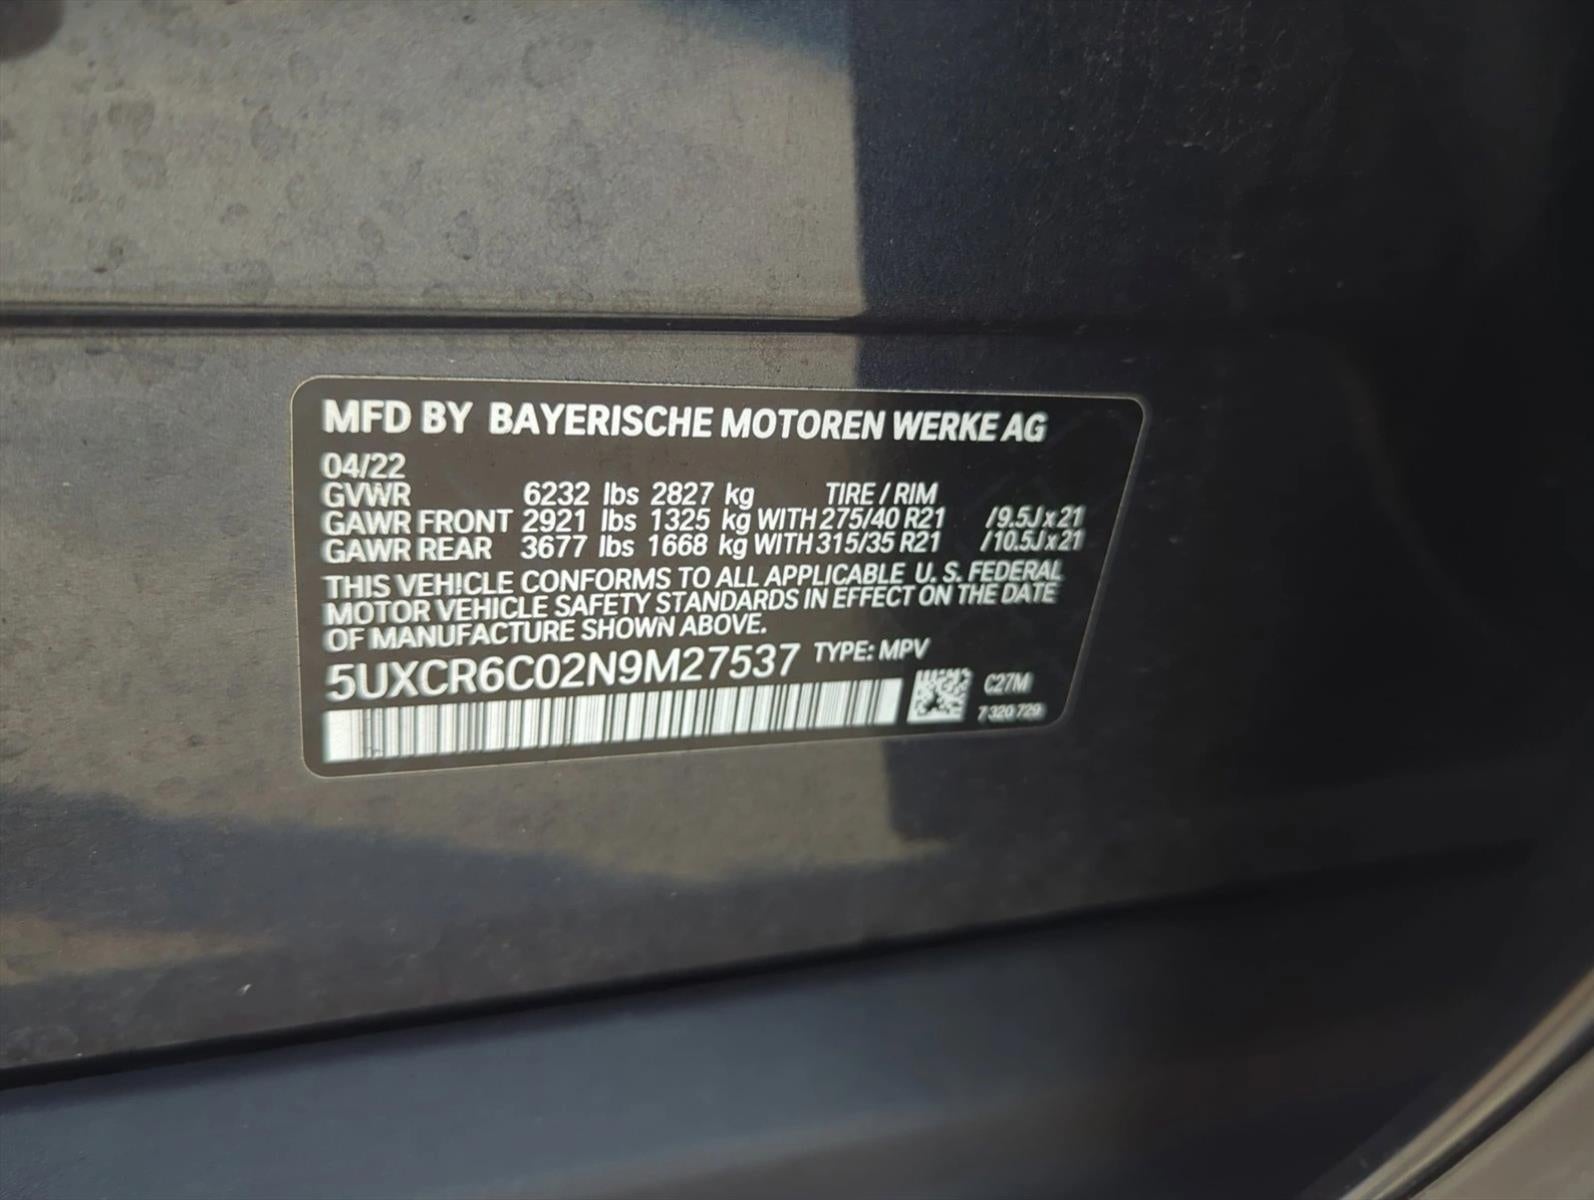 MFD BY BAYERISCHE MOTOREN WERKE AG
04/22
GVWR 6232 lbs 2827 kg TIRE / RIM
GAWR FRONT 2921 lbs 1325 kg WITH 275/40 R21 /9.5J x 21
GAWR REAR 3677 lbs 1668 kg WITH 315/35 R21 /10.5J x 21
THIS VEHICLE CONFORMS TO ALL APPLICABLE U. S. FEDERAL
MOTOR VEHICLE SAFETY STANDARDS IN EFFECT ON THE DATE
OF MANUFACTURE SHOWN ABOVE.
5UXCR6C02N9M27537 TYPE: MPV
C27M
7 320 729